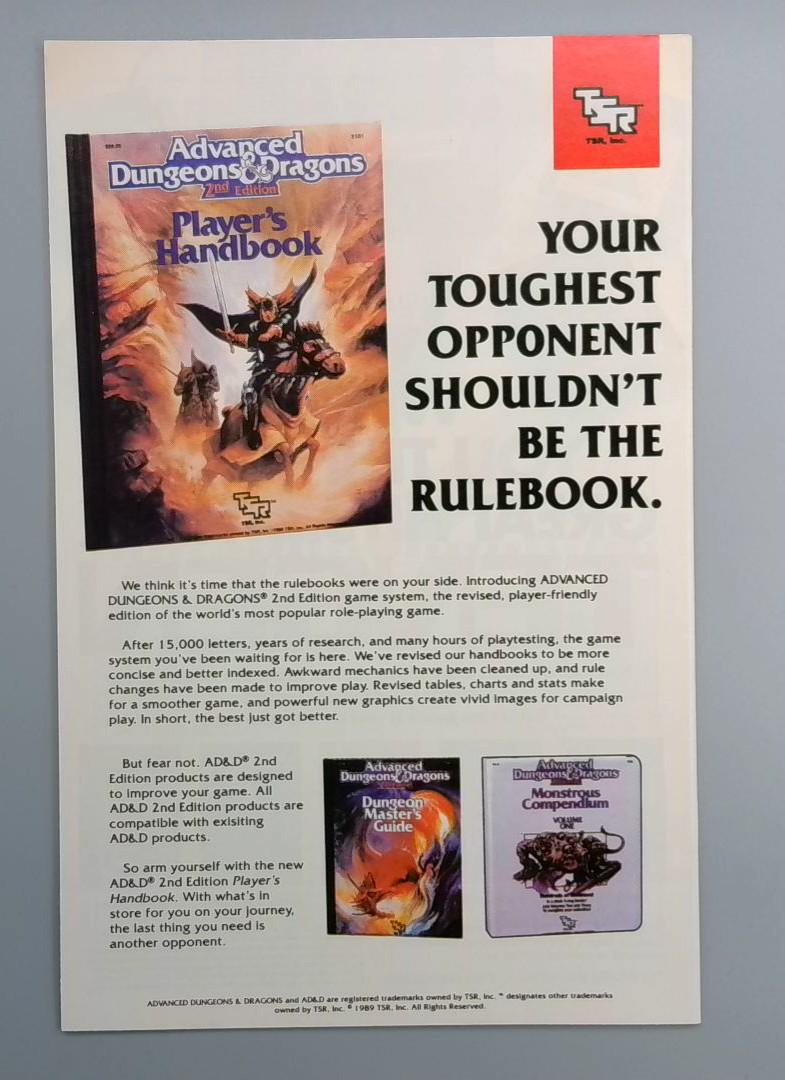 TSR
TSR, Inc.
Advanced
Dungeons & Dragons
2nd Edition
Player's
Handbook
TSR
TSR, Inc.
YOUR
TOUGHEST
OPPONENT
SHOULDN'T
BE THE
RULEBOOK.
We think it's time that the rulebooks were on your side. Introducing ADVANCED
DUNGEONS & DRAGONS® 2nd Edition game system, the revised, player-friendly
edition of the world's most popular role-playing game.
After 15,000 letters, years of research, and many hours of playtesting, the game
system you've been waiting for is here. We've revised our handbooks to be more
concise and better indexed. Awkward mechanics have been cleaned up, and rule
changes have been made to improve play. Revised tables, charts and stats make
for a smoother game, and powerful new graphics create vivid images for campaign
play. In short, the best just got better.
But fear not. AD&D® 2nd
Edition products are designed
to improve your game. All
AD&D 2nd Edition products are
compatible with exisiting
AD&D products.
So arm yourself with the new
AD&D® 2nd Edition Player's
Handbook. With what's in
store for you on your journey,
the last thing you need is
another opponent.
Advanced
Dungeons & Dragons
Dungeon
Master's
Guide
Advanced
Dungeons & Dragons
Monstrous
Compendium
VOLUME
ONE
TSR
ADVANCED DUNGEONS & DRAGONS and AD&D are registered trademarks owned by TSR, Inc. ™ designates other trademarks
owned by TSR, Inc. © 1989 TSR, Inc. All Rights Reserved.